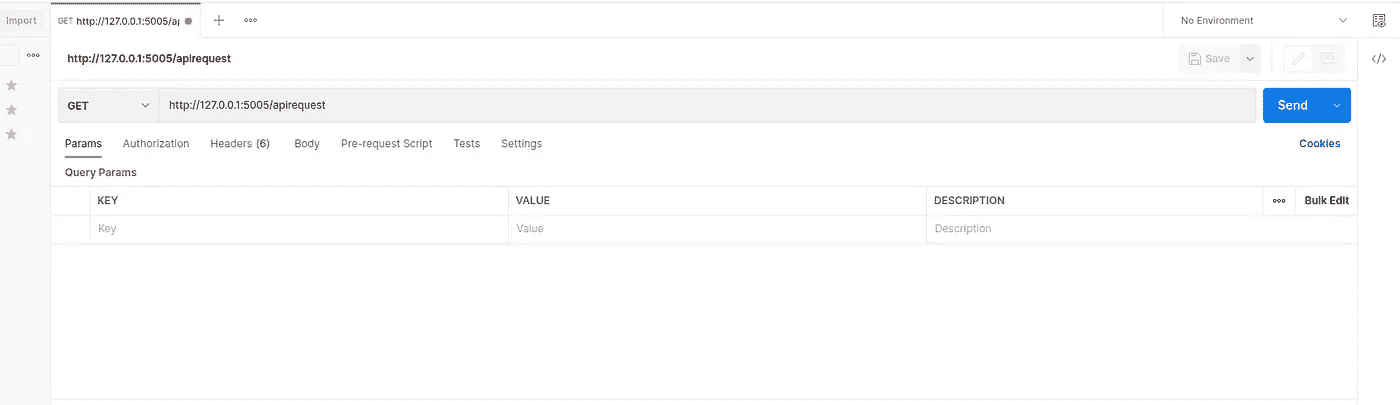 Import
GET http://127.0.0.1:5005/a
No Environment
http://127.0.0.1:5005/apirequest
Save
GET
http://127.0.0.1:5005/apirequest
Send
Params Authorization Headers (6) Body Pre-request Script Tests Settings Cookies
Query Params
KEY VALUE DESCRIPTION Bulk Edit
Key Value Description